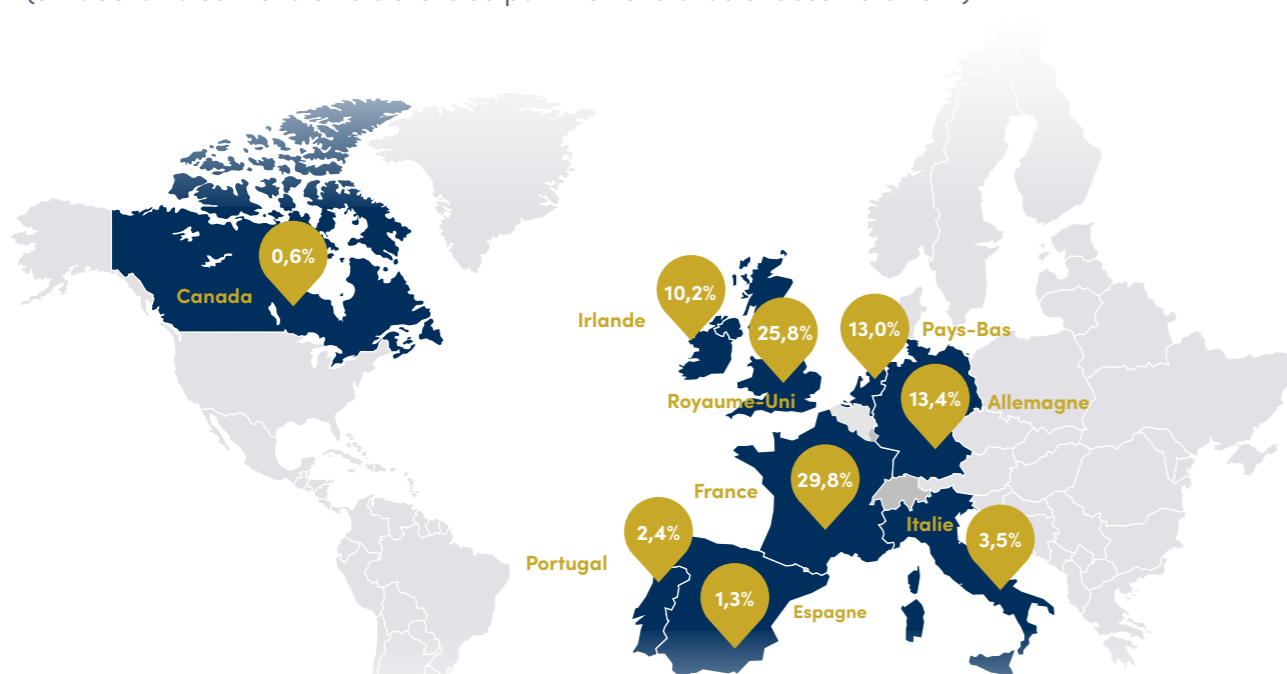 0,6%
Canada
10,2%
Irlande
25,8%
Royaume-Uni
13,0%
Pays-Bas
13,4%
Allemagne
29,8%
France
Italie
3,5%
2,4%
Portugal
1,3%
Espagne